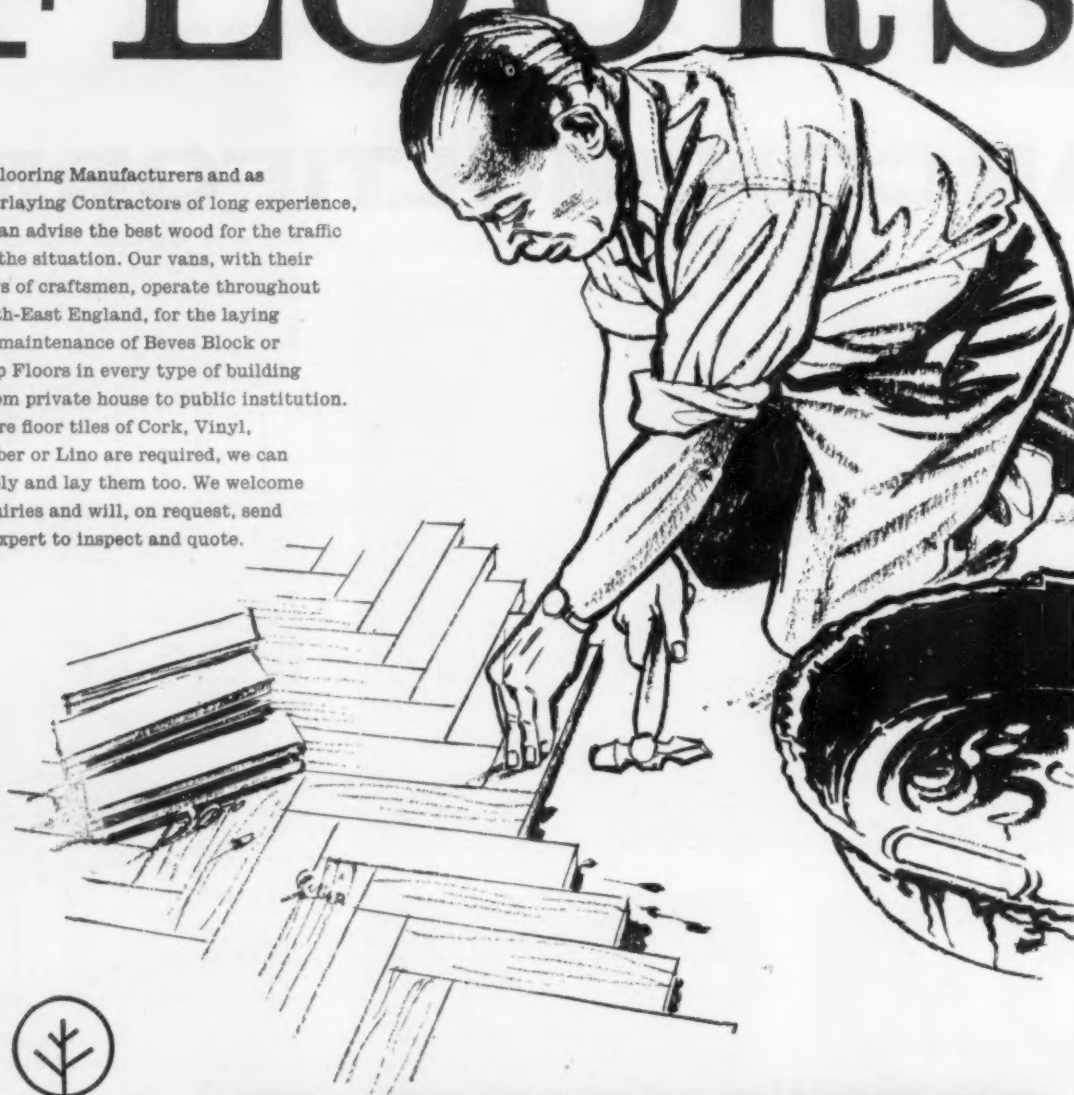 FLOORS
looring Manufacturers and as
rlaying Contractors of long experience,
an advise the best wood for the traffic
the situation. Our vans, with their
s of craftsmen, operate throughout
th-East England, for the laying
maintenance of Beves Block or
p Floors in every type of building
om private house to public institution.
re floor tiles of Cork, Vinyl,
ber or Lino are required, we can
ly and lay them too. We welcome
uiries and will, on request, send
xpert to inspect and quote.